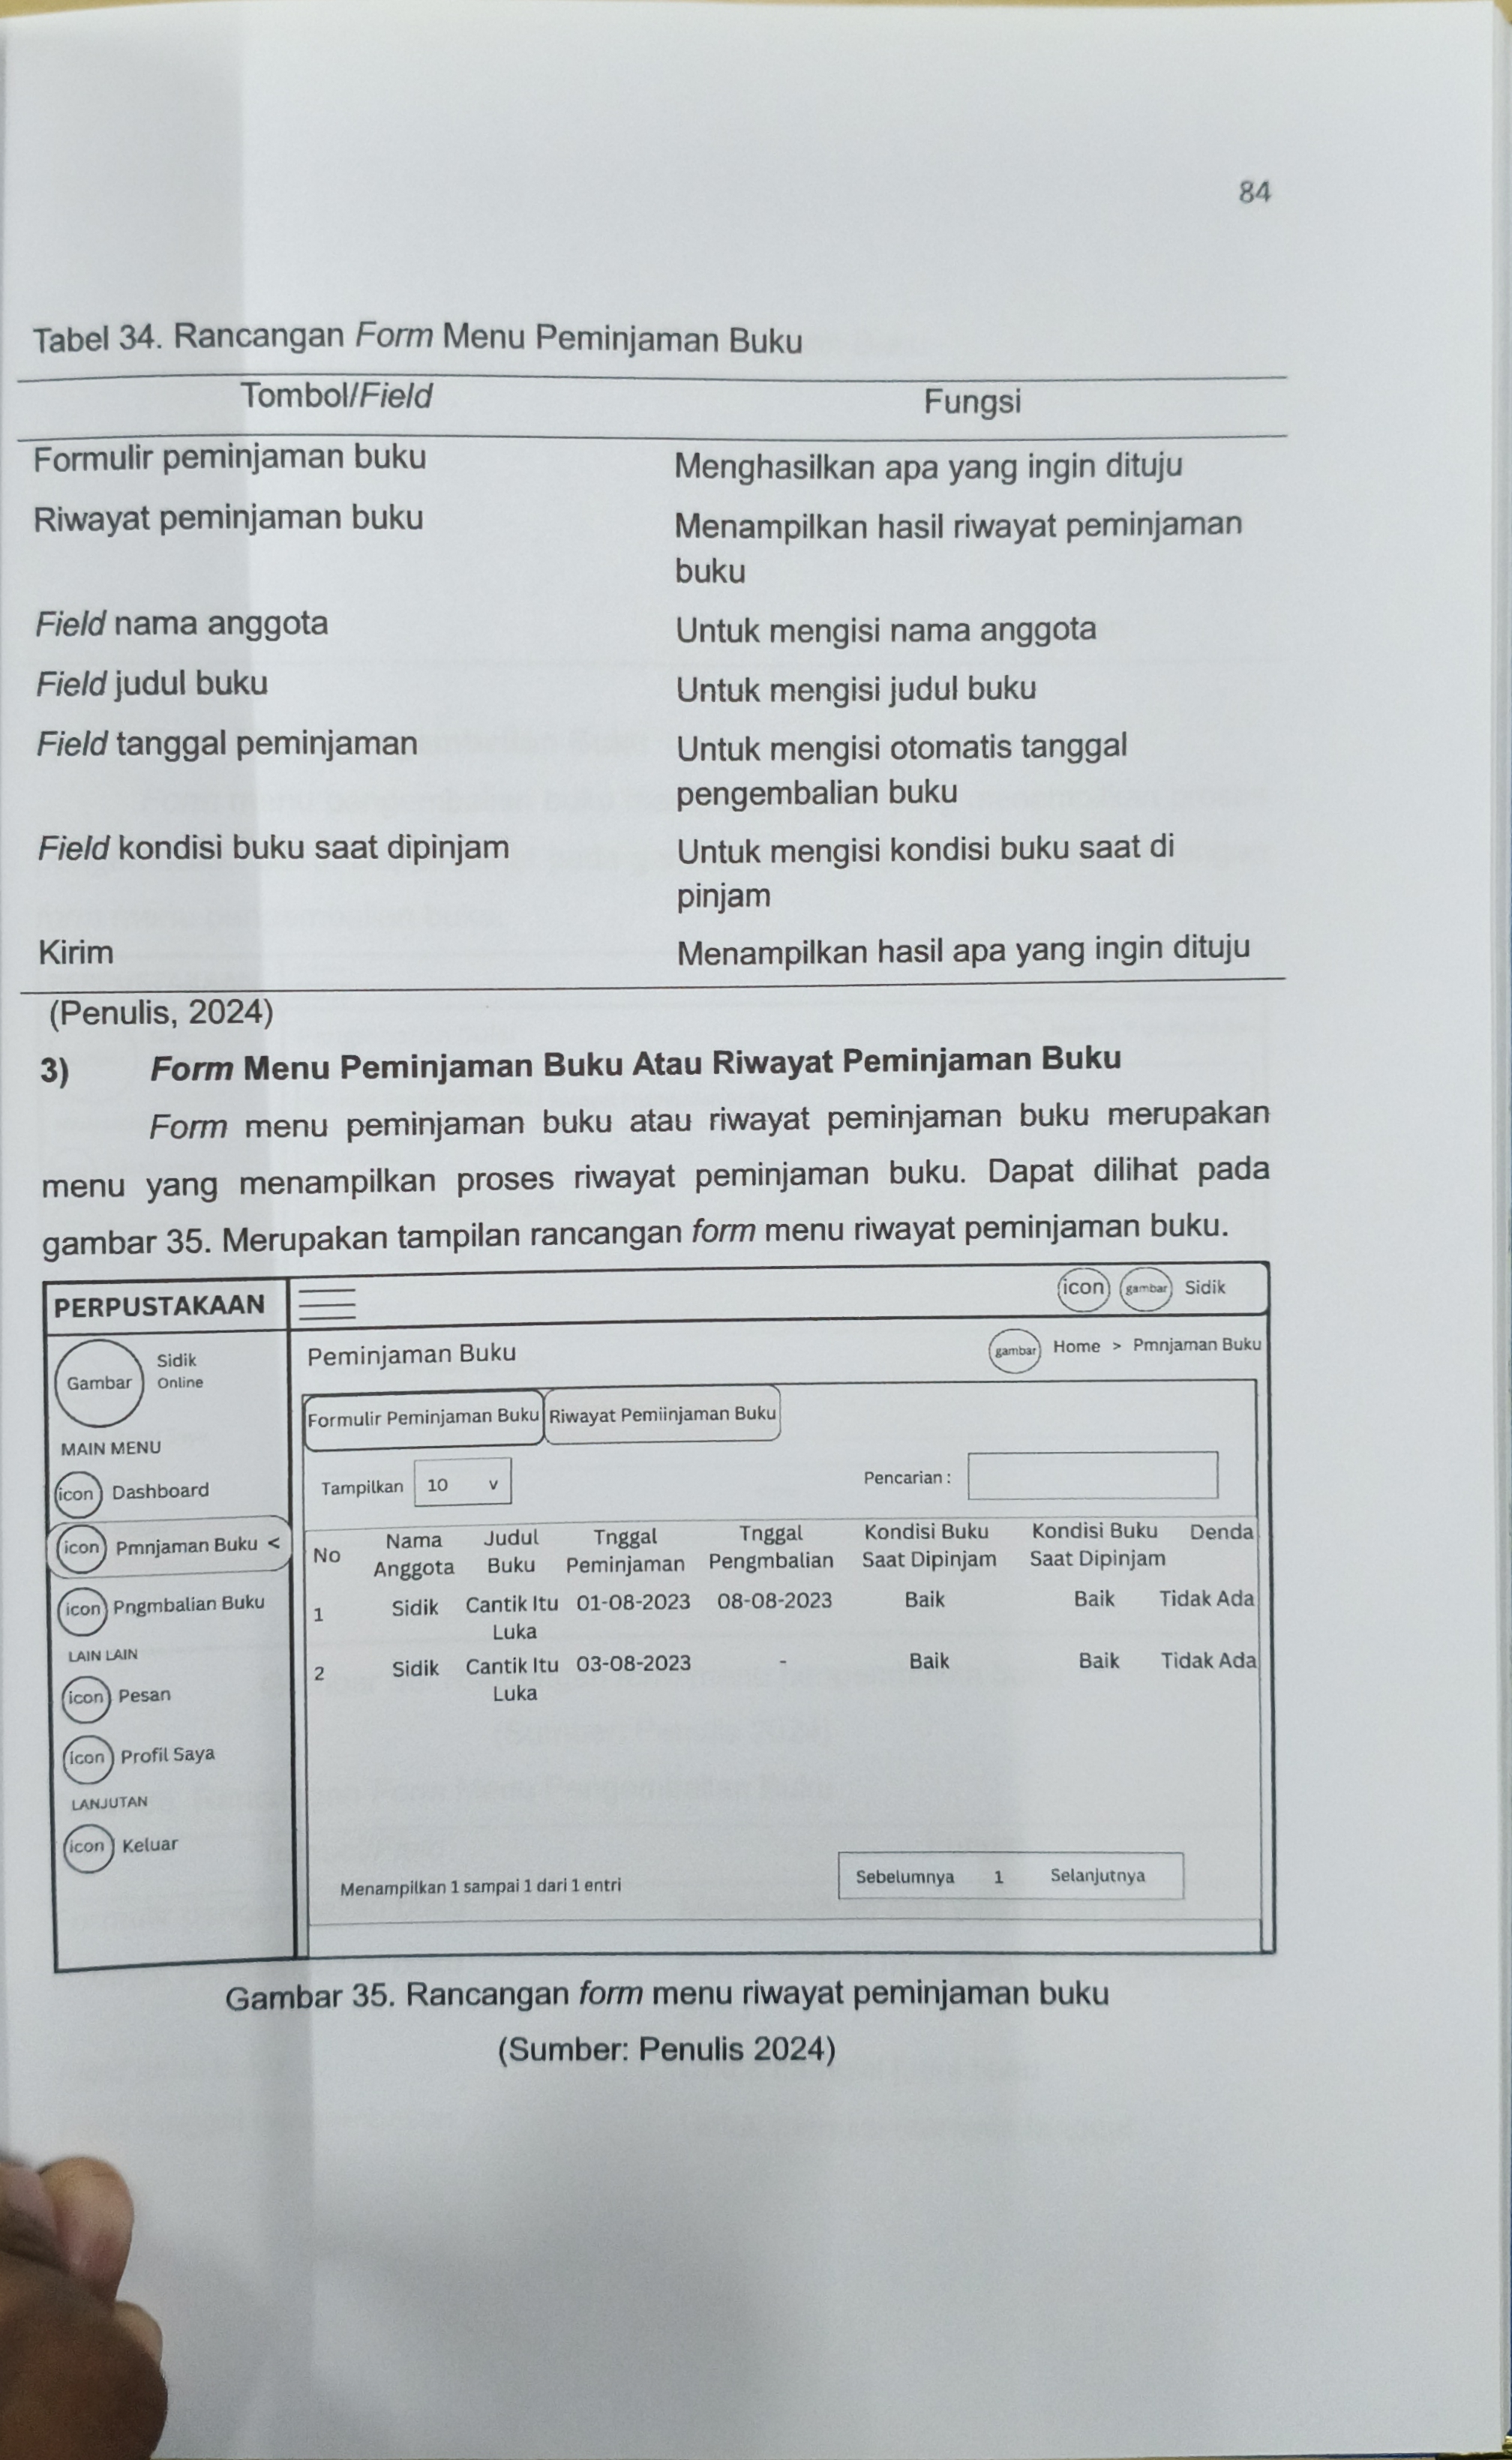 84
Tabel 34. Rancangan Form Menu Peminjaman Buku
Tombol/Field Fungsi
Formulir peminjaman buku Menghasilkan apa yang ingin dituju
Riwayat peminjaman buku Menampilkan hasil riwayat peminjaman
buku
Field nama anggota Untuk mengisi nama anggota
Field judul buku Untuk mengisi judul buku
Field tanggal peminjaman Untuk mengisi otomatis tanggal
pengembalian buku
Field kondisi buku saat dipinjam Untuk mengisi kondisi buku saat di
pinjam
Kirim Menampilkan hasil apa yang ingin dituju
(Penulis, 2024)
3) Form Menu Peminjaman Buku Atau Riwayat Peminjaman Buku
Form menu peminjaman buku atau riwayat peminjaman buku merupakan
menu yang menampilkan proses riwayat peminjaman buku. Dapat dilihat pada
gambar 35. Merupakan tampilan rancangan form menu riwayat peminjaman buku.
PERPUSTAKAAN
icon gambar Sidik
Gambar
Sidik
Online
MAIN MENU
icon Dashboard
icon Pmnjaman Buku <
icon Pngmbalian Buku
LAIN LAIN
icon Pesan
icon Profil Saya
LANJUTAN
icon Keluar
Peminjaman Buku
gambar Home > Pmnjaman Buku
Formulir Peminjaman Buku Riwayat Pemiinjaman Buku
Tampilkan 10 v Pencarian :
Nama Judul Tnggal Tnggal Kondisi Buku Kondisi Buku Denda
No Anggota Buku Peminjaman Pengmbalian Saat Dipinjam Saat Dipinjam
1 Sidik Cantik Itu 01-08-2023 08-08-2023 Baik Baik Tidak Ada
Luka
2 Sidik Cantik Itu 03-08-2023 - Baik Baik Tidak Ada
Luka
Menampilkan 1 sampai 1 dari 1 entri
Sebelumnya 1 Selanjutnya
Gambar 35. Rancangan form menu riwayat peminjaman buku
(Sumber: Penulis 2024)